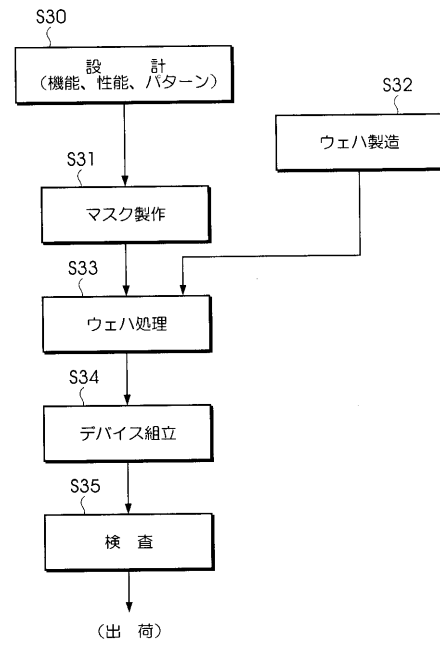 S30
設 計
（機能、性能、パターン）
S32
ウェハ製造
S31
マスク製作
S33
ウェハ処理
S34
デバイス組立
S35
検 査
（出 荷）